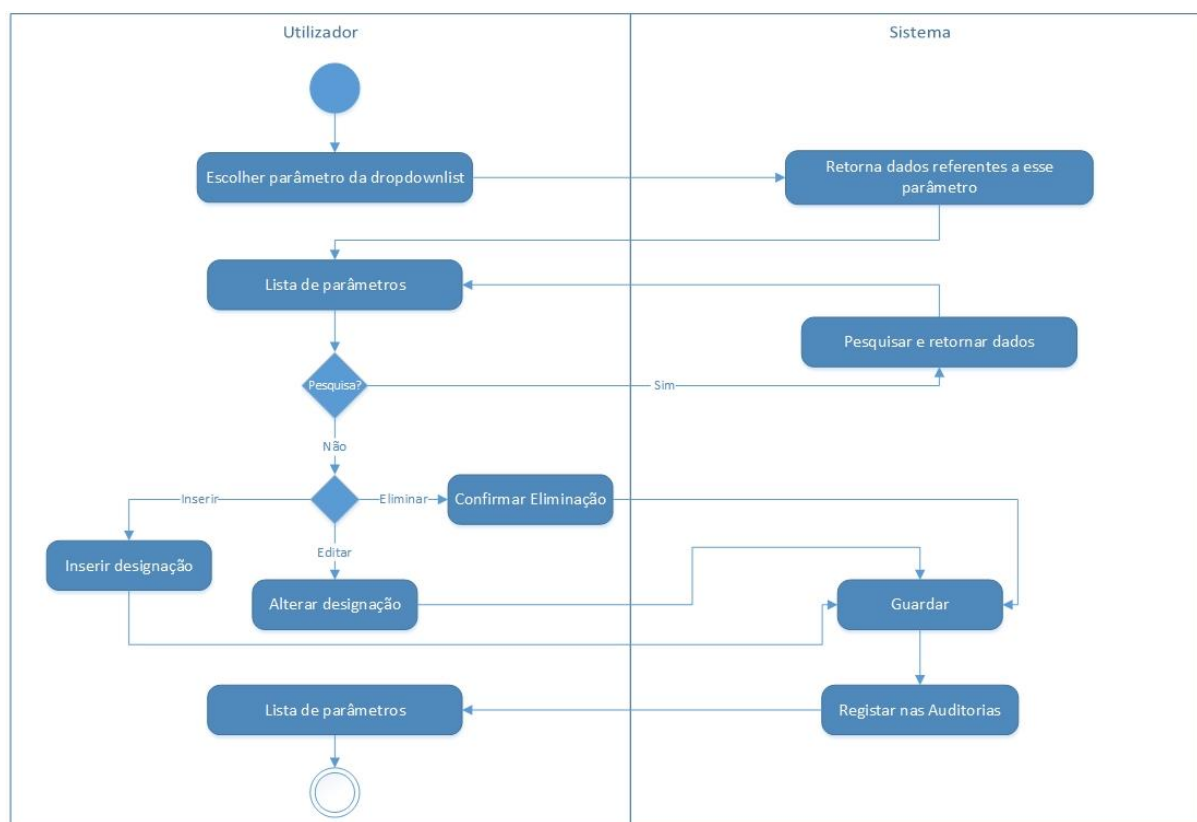 Utilizador
Sistema
Escolher parâmetro da dropdownlist
Retorna dados referentes a esse
parâmetro
Lista de parâmetros
Pesquisar e retornar dados
Pesquisa?
Sim
Não
Inserir
Eliminar
Confirmar Eliminação
Editar
Inserir designação
Alterar designação
Guardar
Lista de parâmetros
Registar nas Auditorias